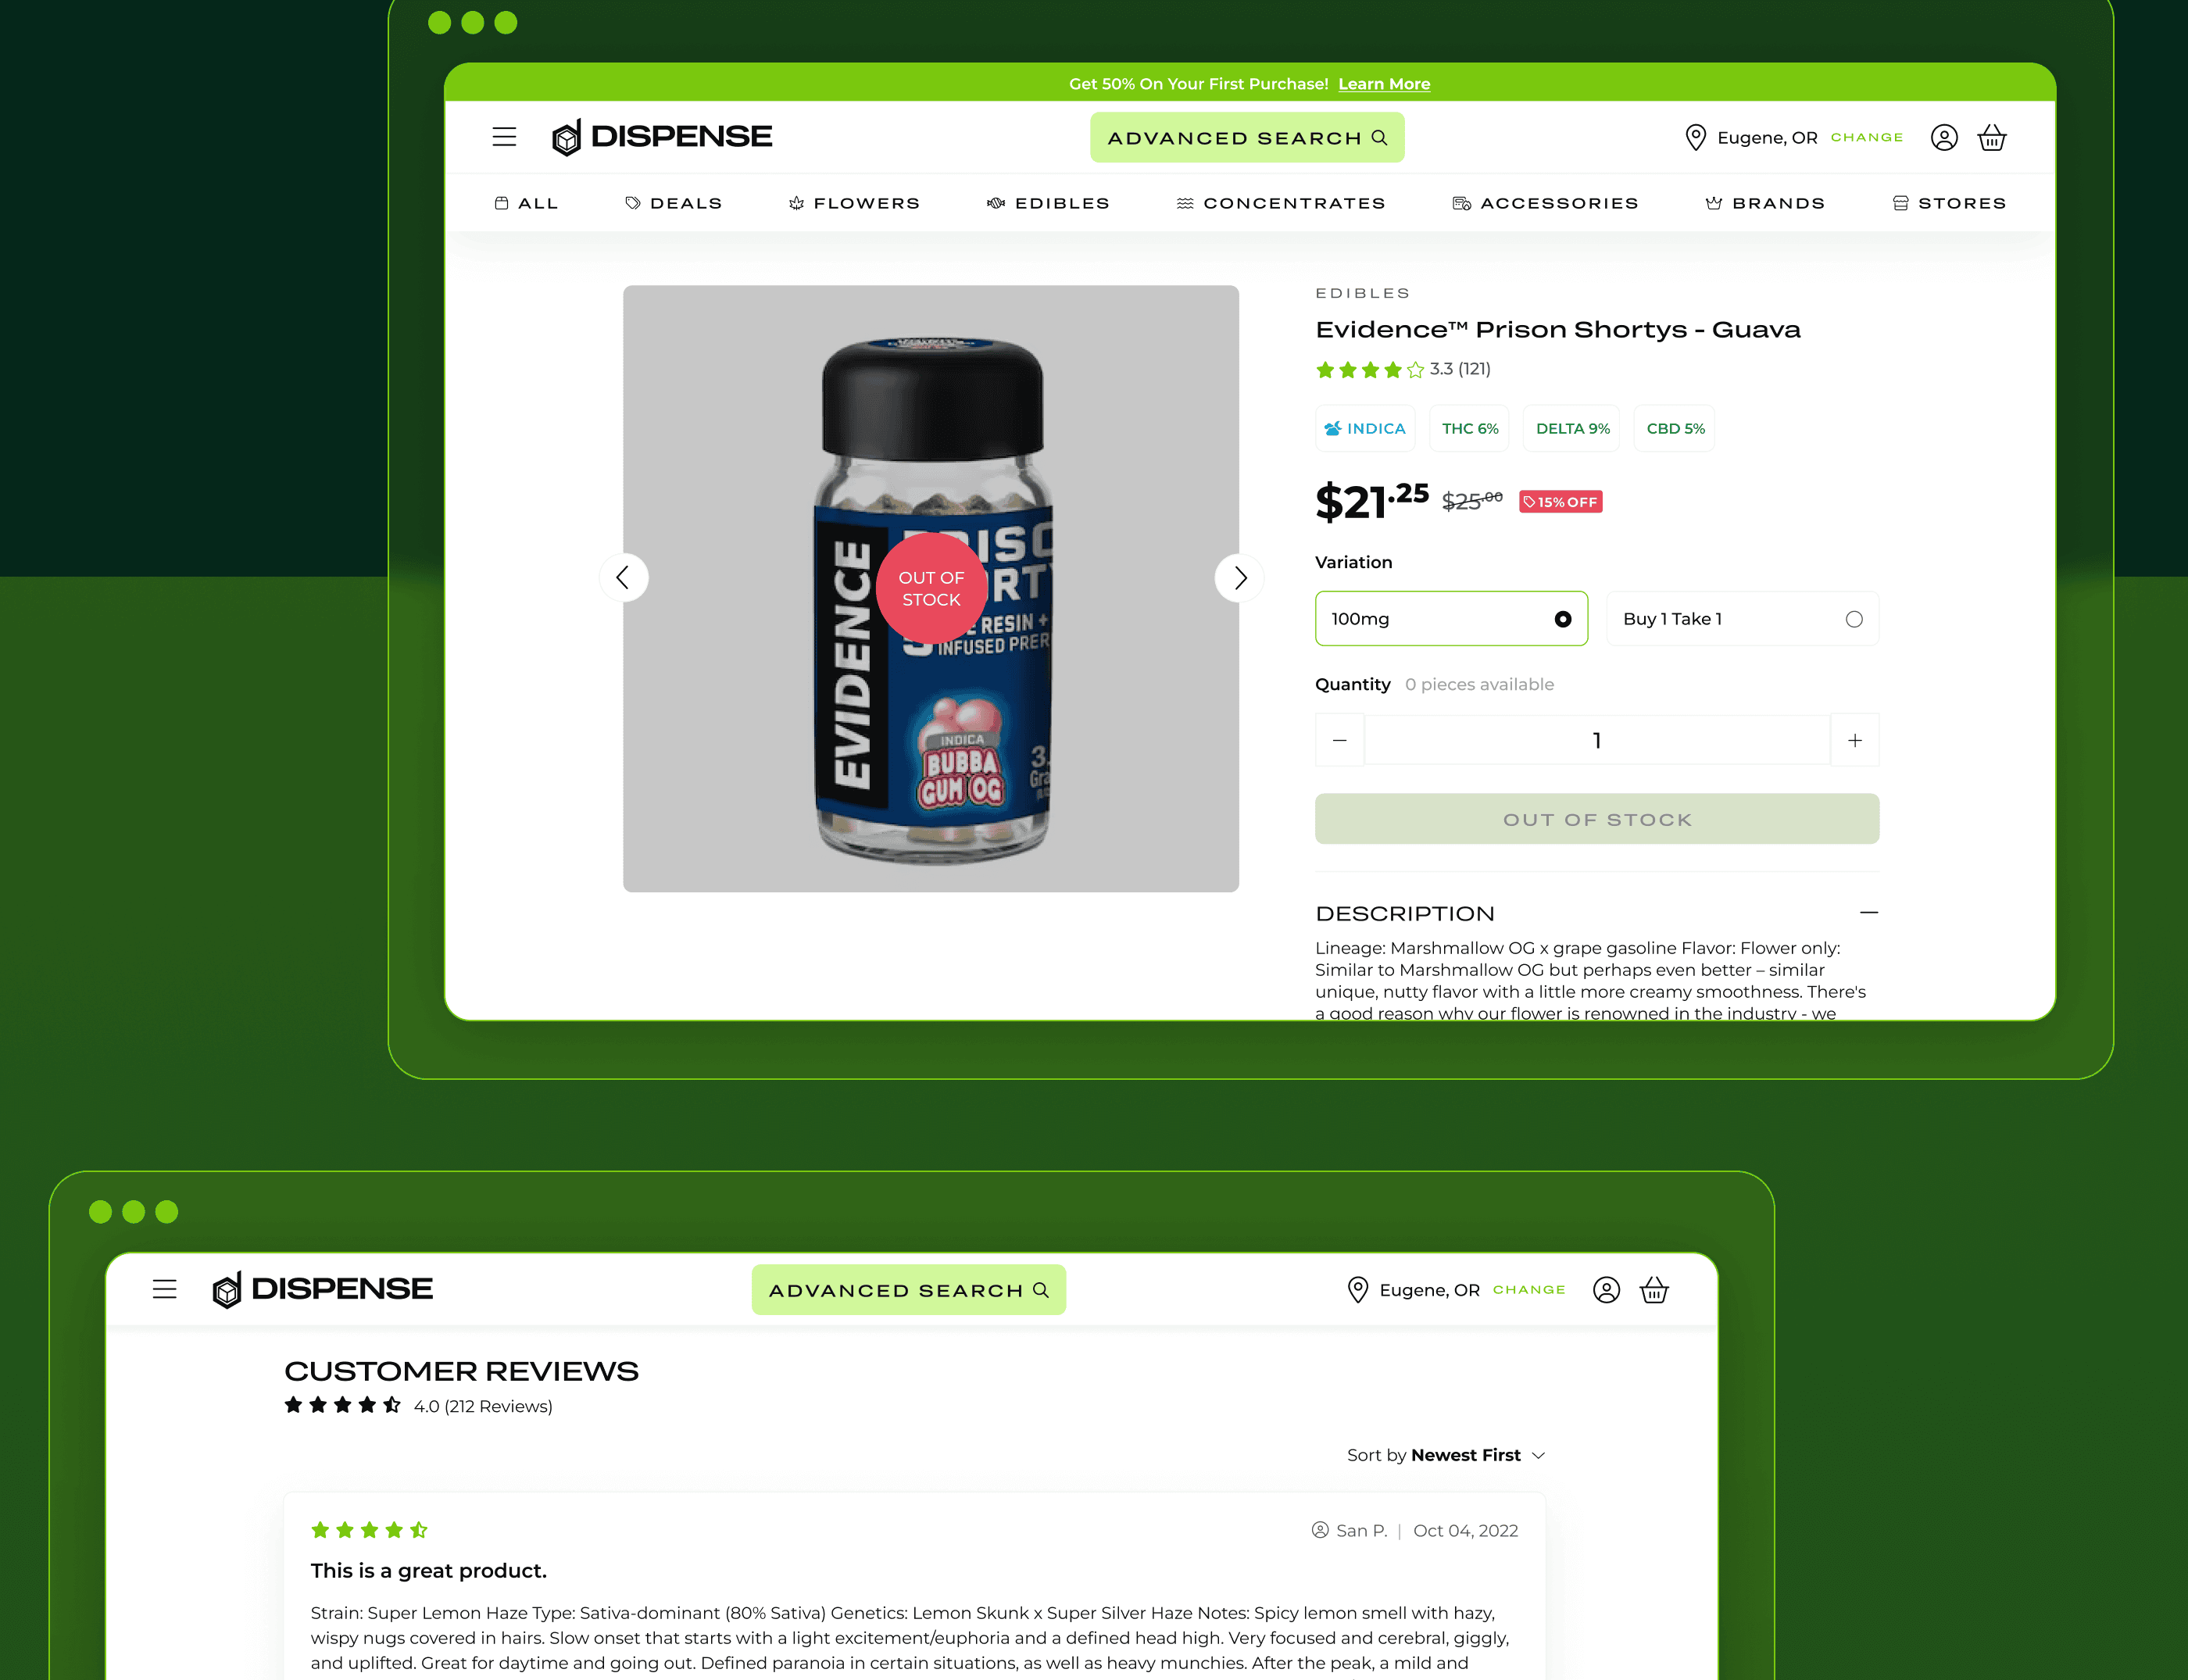 Get 50% On Your First Purchase! Learn More
DISPENSE
ADVANCED SEARCH
Eugene, OR CHANGE
ALL DEALS FLOWERS EDIBLES CONCENTRATES ACCESSORIES BRANDS STORES
EVIDENCE
OUT OF
STOCK
RESIN +
INFUSED PRER
INDICA
BUBBA
GUM OG
3.
EDIBLES
Evidence™ Prison Shortys - Guava
3.3 (121)
INDICA THC 6% DELTA 9% CBD 5%
$21.25 $25.00 15% OFF
Variation
100mg Buy 1 Take 1
Quantity 0 pieces available
1
OUT OF STOCK
DESCRIPTION
Lineage: Marshmallow OG x grape gasoline Flavor: Flower only:
Similar to Marshmallow OG but perhaps even better – similar
unique, nutty flavor with a little more creamy smoothness. There's
a good reason why our flower is renowned in the industry - we
DISPENSE
ADVANCED SEARCH
Eugene, OR CHANGE
CUSTOMER REVIEWS
4.0 (212 Reviews)
Sort by Newest First
San P. | Oct 04, 2022
This is a great product.
Strain: Super Lemon Haze Type: Sativa-dominant (80% Sativa) Genetics: Lemon Skunk x Super Silver Haze Notes: Spicy lemon smell with hazy,
wispy nugs covered in hairs. Slow onset that starts with a light excitement/euphoria and a defined head high. Very focused and cerebral, giggly,
and uplifted. Great for daytime and going out. Defined paranoia in certain situations, as well as heavy munchies. After the peak, a mild and